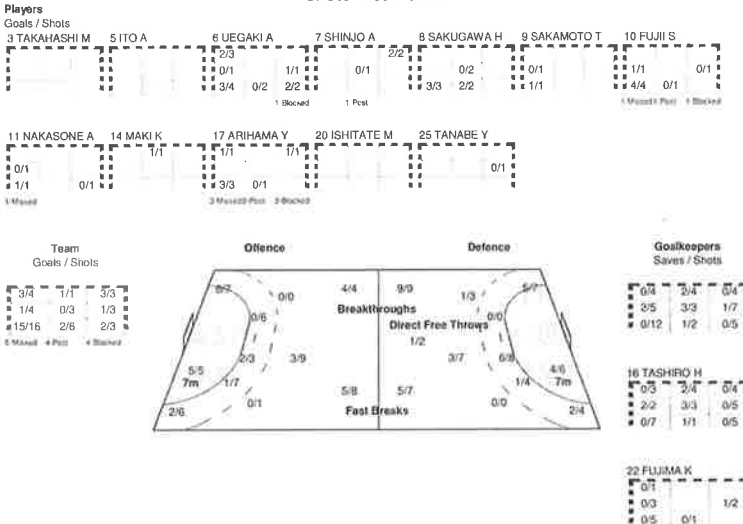 Players
Goals / Shots
3 TAKAHASHI M 5 ITO A 6 UEGAKI A 7 SHINJO A 8 SAKUGAWA H 9 SAKAMOTO T 10 FUJII S
2/3 2/2
0/1 1/1 0/1 0/2 0/1 1/1 0/1
3/4 0/2 2/2 3/3 2/2 1/1 4/4 0/1
1 Blocked 1 Post 1 Missed 1 Post 1 Blocked
11 NAKASONE A 14 MAKI K 17 ARIHAMA Y 20 ISHITATE M 25 TANABE Y
1/1 1/1 1/1
0/1 0/1
1/1 0/1 3/3 0/1
1 Missed 3 Missed 3 Blocked
Team Offence Defence Goalkeepers
Goals / Shots Saves / Shots
3/4 1/1 3/3 0/4 2/4 0/4
1/4 0/3 1/3 2/5 3/3 1/7
15/16 2/6 2/3 0/12 1/2 0/5
4 Post 4 Blocked
6/7 0/0 4/4 9/9 1/3 5/7
0/6 Breakthroughs 0/0
Direct Free Throws
1/2
2/3 3/9 3/7 6/8
5/5 4/6
7m 1/7 5/8 5/7 1/4 7m
2/6 0/1 Fast Breaks 0/0 2/4
16 TASHIRO H
0/3 2/4 0/4
2/2 3/3 0/5
0/7 1/1 0/5
22 FUJIMA K
0/1
0/3 1/2
0/5 0/1